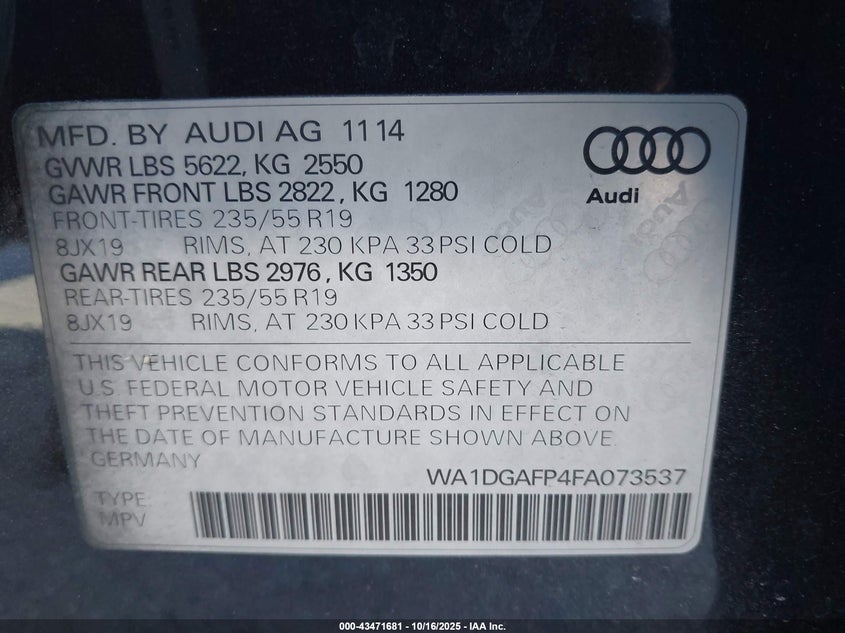 MFD. BY AUDI AG 11 14
GVWR LBS 5622, KG 2550
GAWR FRONT LBS 2822, KG 1280
FRONT-TIRES 235/55 R19
8JX19 RIMS, AT 230 KPA 33 PSI COLD
GAWR REAR LBS 2976, KG 1350
REAR-TIRES 235/55 R19
8JX19 RIMS, AT 230 KPA 33 PSI COLD
Audi
Audi
THIS VEHICLE CONFORMS TO ALL APPLICABLE
U.S. FEDERAL MOTOR VEHICLE SAFETY AND
THEFT PREVENTION STANDARDS IN EFFECT ON
THE DATE OF MANUFACTURE SHOWN ABOVE.
GERMANY
WA1DGAFP4FA073537
TYPE
MPV
000-43471681 - 10/16/2025 - IAA Inc.